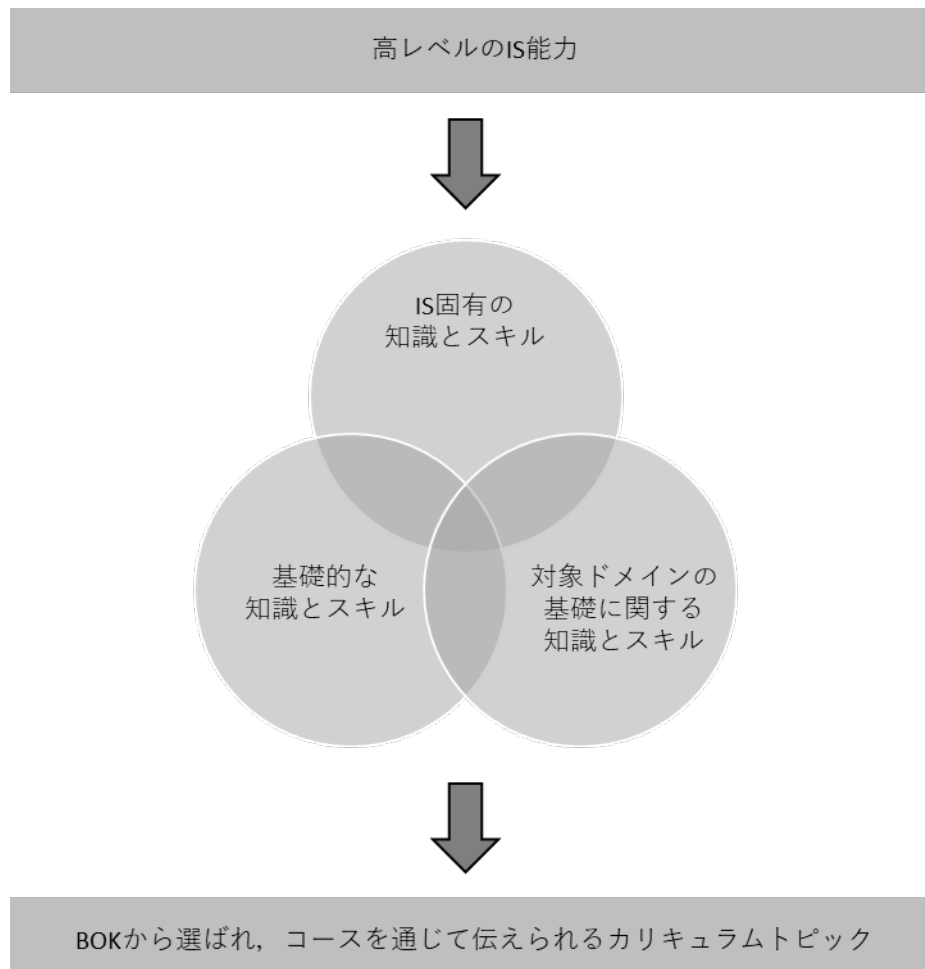 高レベルのIS能力
IS固有の
知識とスキル
基礎的な
知識とスキル
対象ドメインの
基礎に関する
知識とスキル
BOKから選ばれ，コースを通じて伝えられるカリキュラムトピック